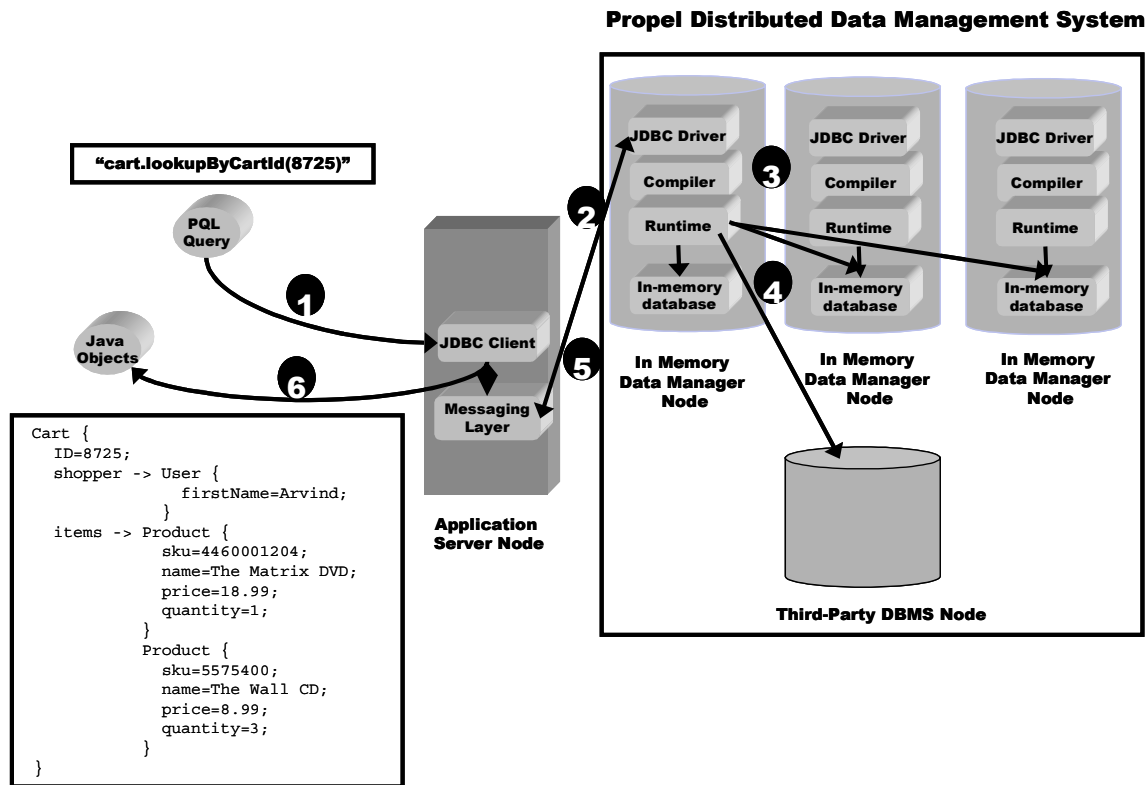 Propel Distributed Data Management System
"cart.lookupByCartId(8725)"
PQL
Query
1
Java
Objects
6
JDBC Client
Messaging
Layer
Application
Server Node
2
5
JDBC Driver
Compiler
Runtime
In-memory
database
In Memory
Data Manager
Node
3
4
JDBC Driver
Compiler
Runtime
In-memory
database
In Memory
Data Manager
Node
JDBC Driver
Compiler
Runtime
In-memory
database
In Memory
Data Manager
Node
Third-Party DBMS Node
Cart {
ID=8725;
shopper -> User {
firstName=Arvind;
}
items -> Product {
sku=4460001204;
name=The Matrix DVD;
price=18.99;
quantity=1;
}
Product {
sku=5575400;
name=The Wall CD;
price=8.99;
quantity=3;
}
}